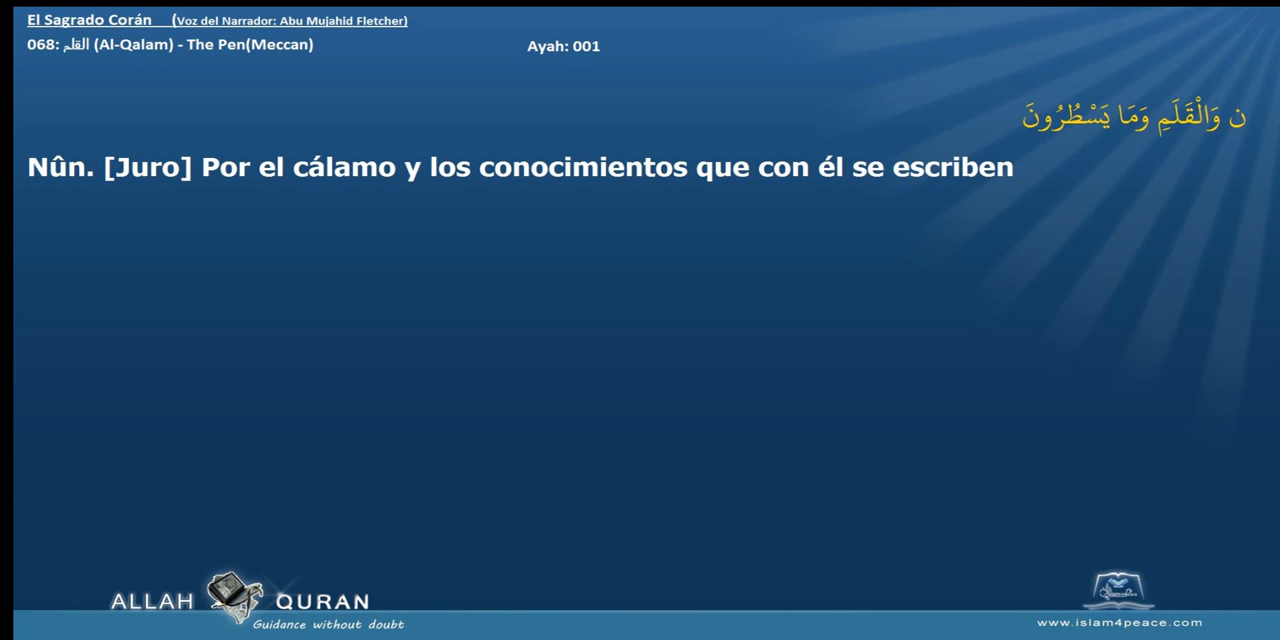 El Sagrado Corán (Voz del Narrador: Abu Mujahid Fletcher)
068: القلم (Al-Qalam) - The Pen(Meccan) Ayah: 001
ن وَالْقَلَمِ وَمَا يَسْطُرُونَ
Nûn. [Juro] Por el cálamo y los conocimientos que con él se escriben
ALLAH QURAN
Guidance without doubt
www.islam4peace.com